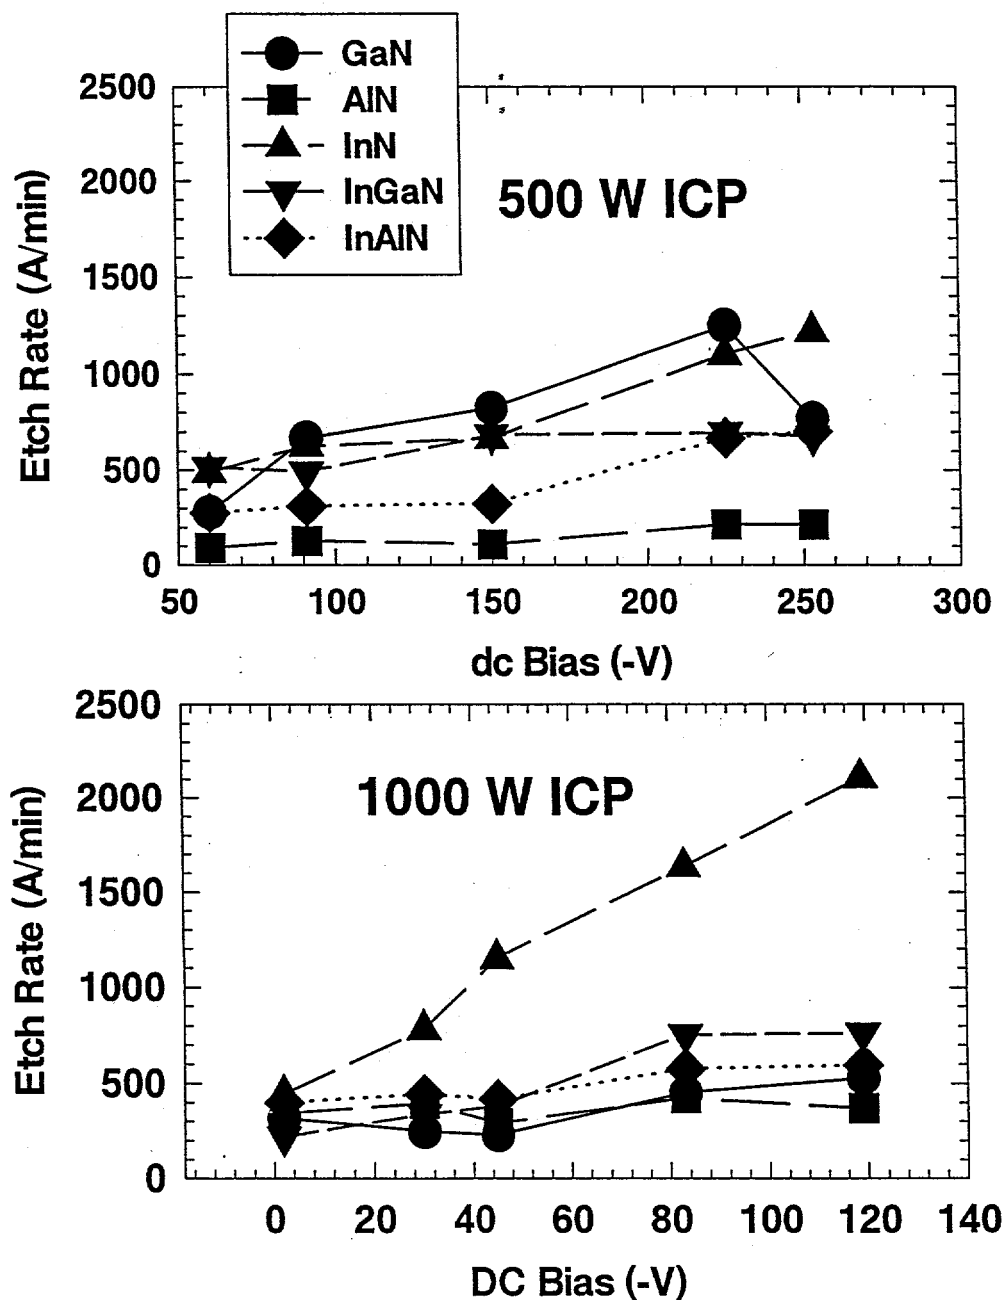 GaN
AlN
InN
InGaN
InAlN
500 W ICP
2500
2000
1500
1000
500
0
Etch Rate (A/min)
50 100 150 200 250 300
dc Bias (-V)
1000 W ICP
2500
2000
1500
1000
500
0
Etch Rate (A/min)
0 20 40 60 80 100 120 140
DC Bias (-V)